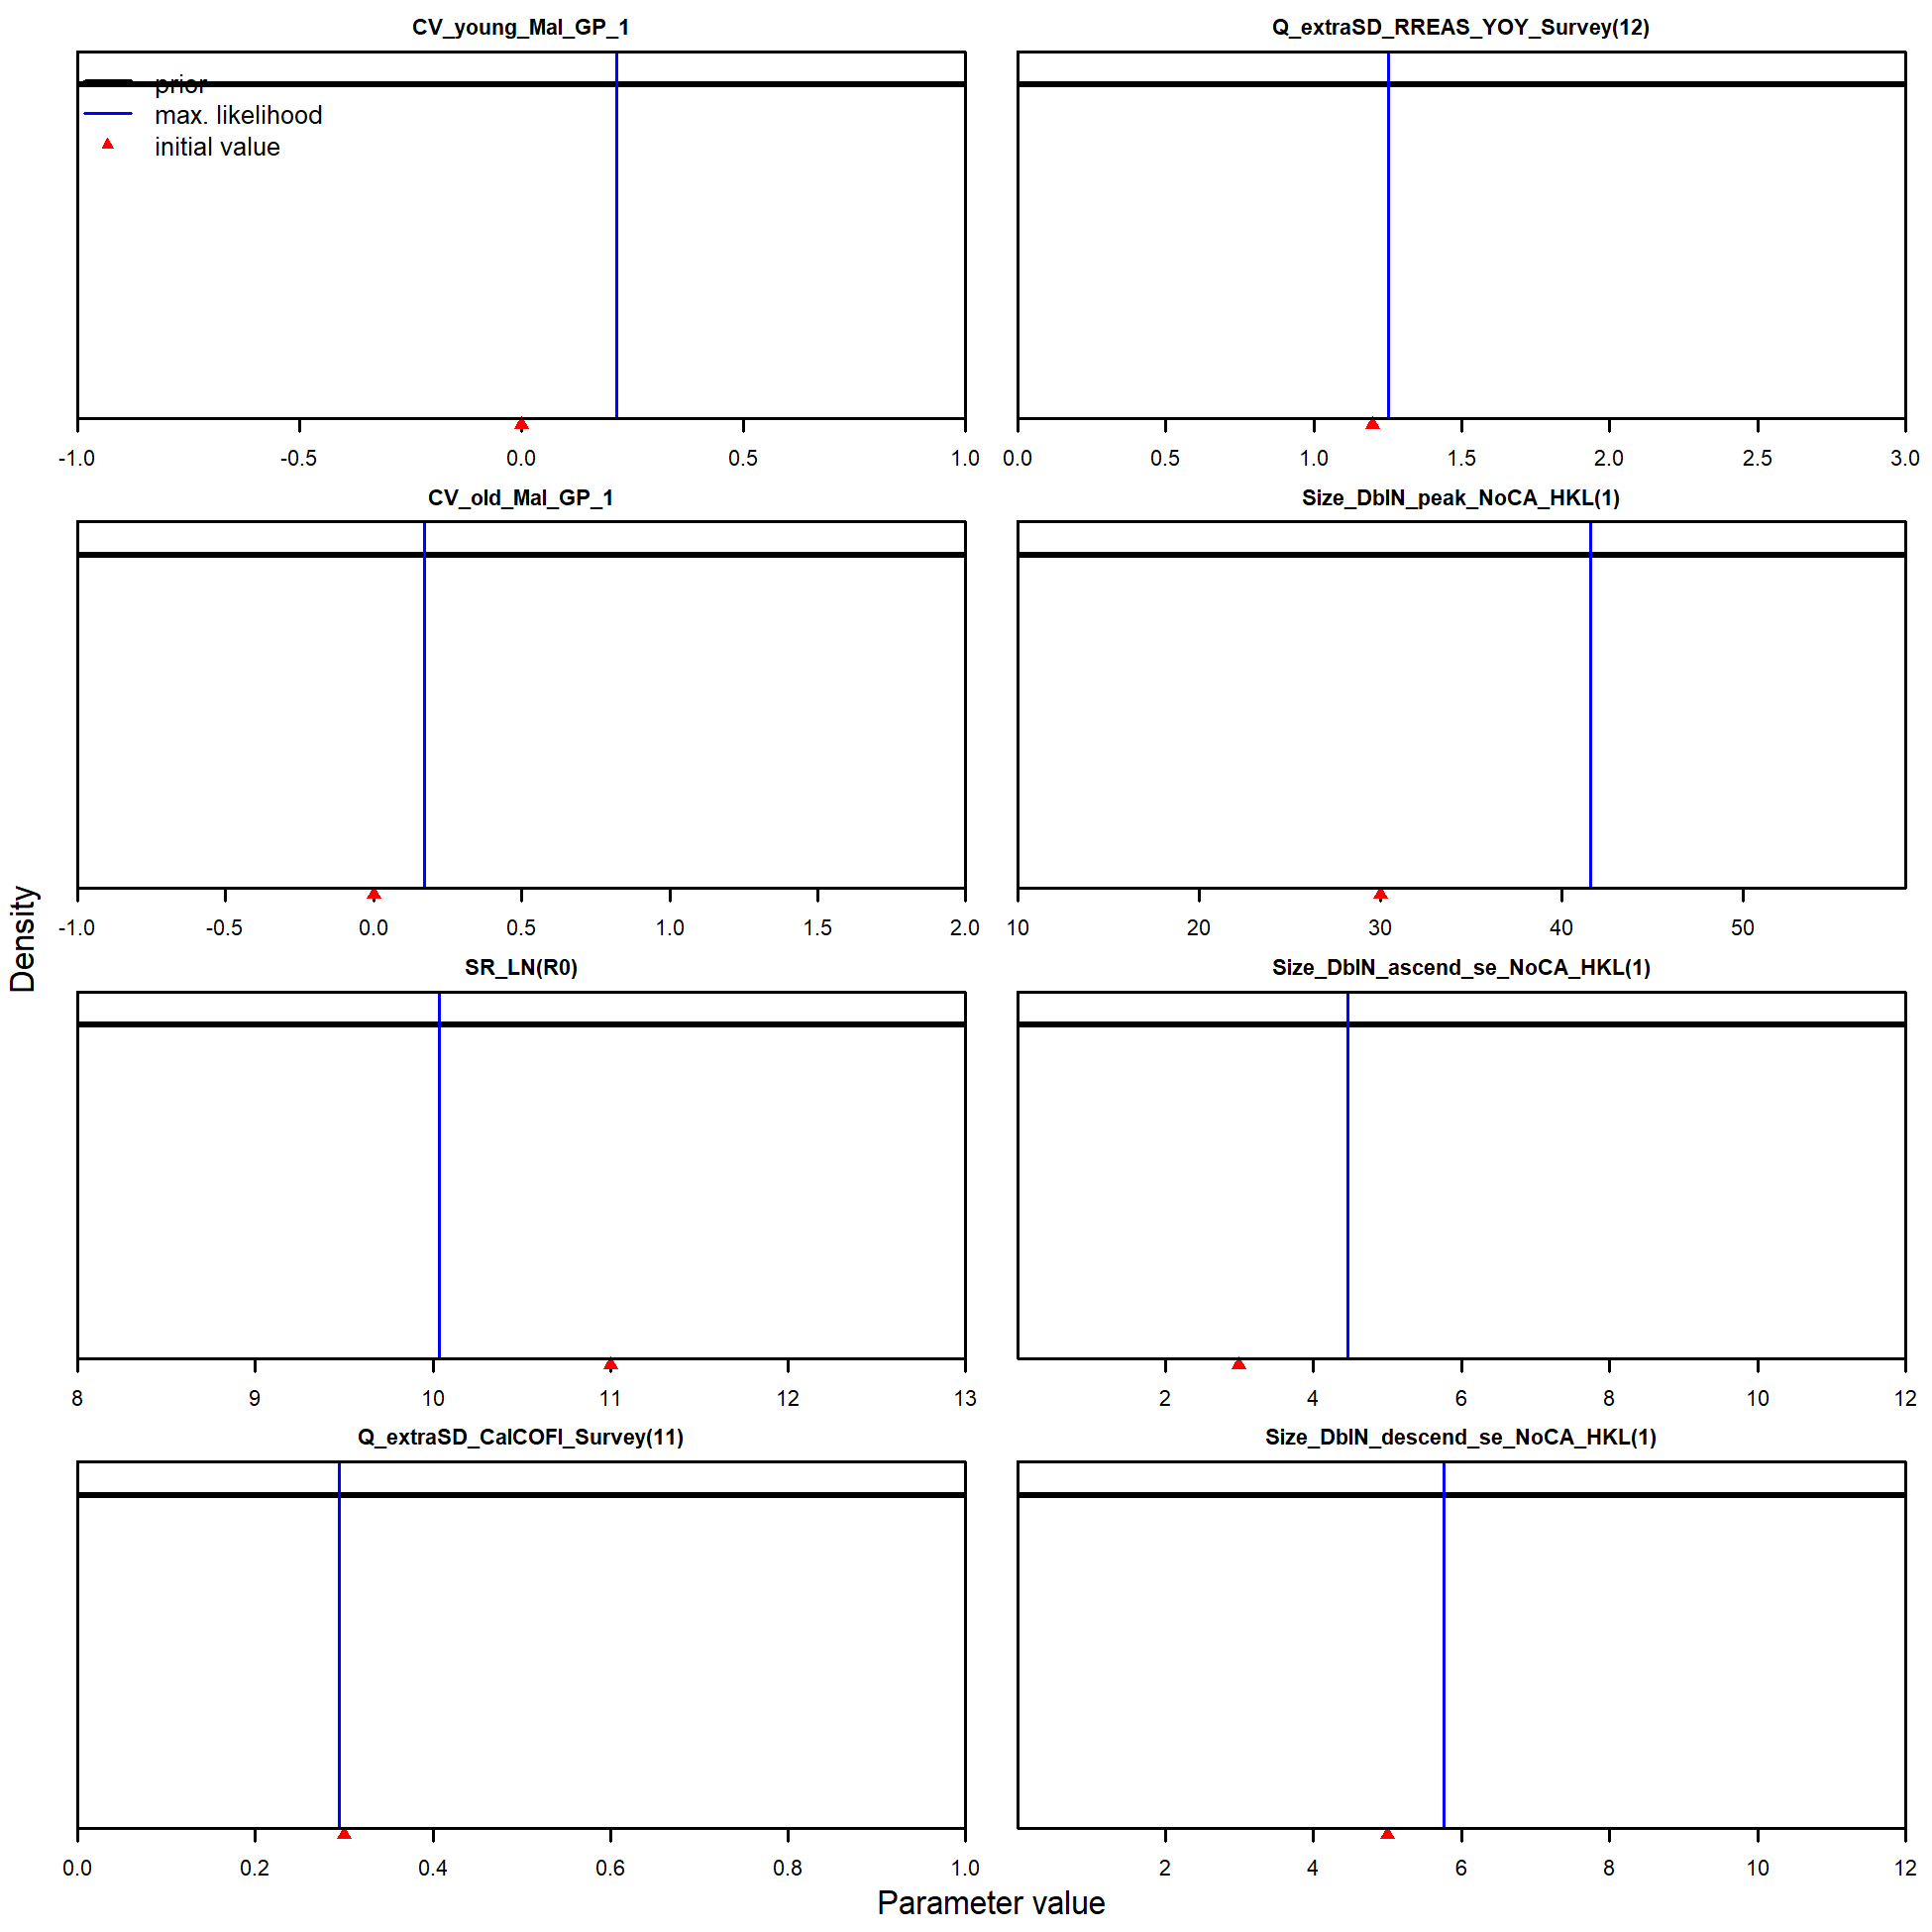 CV_young_Mal_GP_1
prior
max. likelihood
initial value
-1.0 -0.5 0.0 0.5 1.0
CV_old_Mal_GP_1
-1.0 -0.5 0.0 0.5 1.0 1.5 2.0
SR_LN(R0)
8 9 10 11 12 13
Q_extraSD_CalCOFI_Survey(11)
0.0 0.2 0.4 0.6 0.8 1.0
Q_extraSD_RREAS_YOY_Survey(12)
0.0 0.5 1.0 1.5 2.0 2.5 3.0
Size_DblN_peak_NoCA_HKL(1)
10 20 30 40 50
Size_DblN_ascend_se_NoCA_HKL(1)
2 4 6 8 10 12
Size_DblN_descend_se_NoCA_HKL(1)
2 4 6 8 10 12
Density
Parameter value